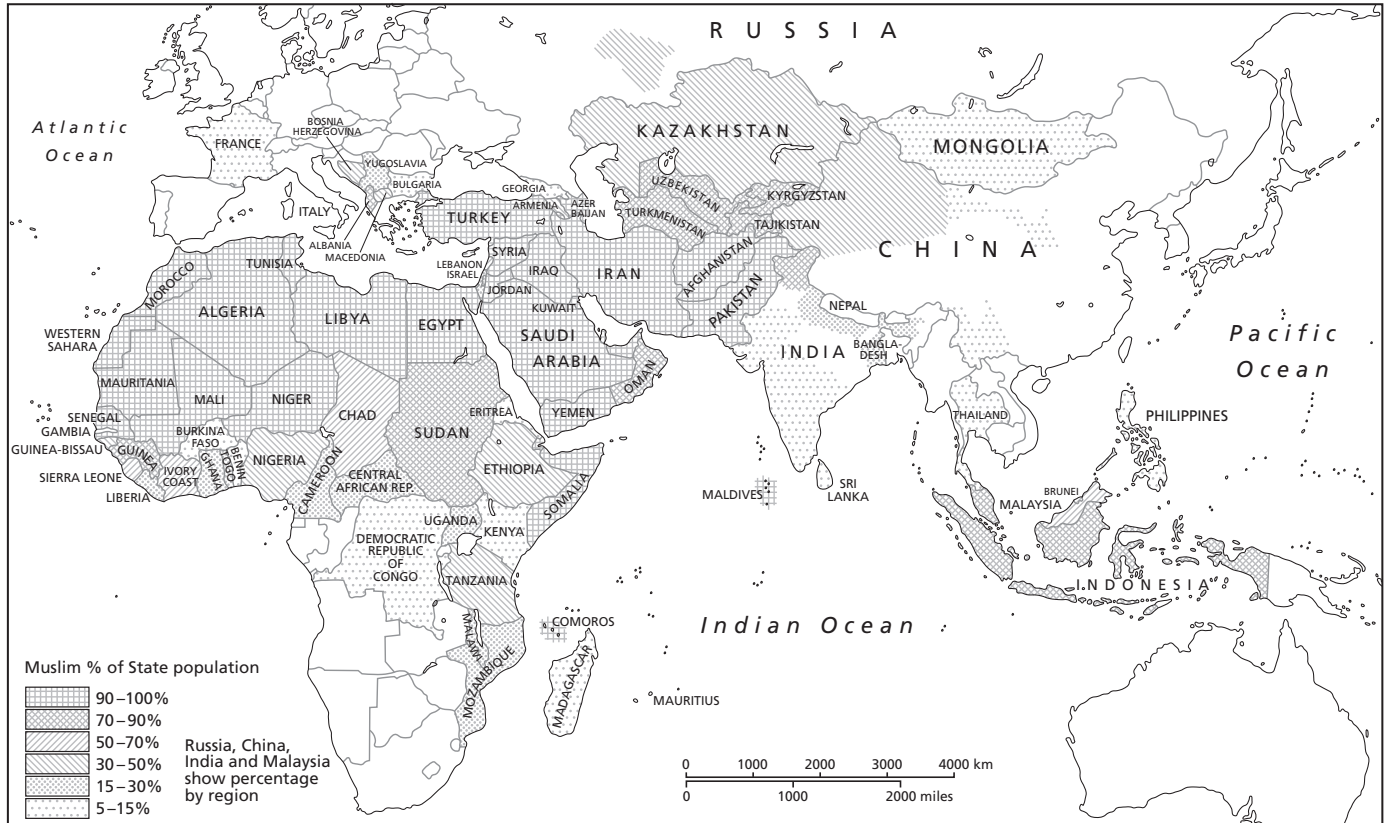 RUSSIA
Atlantic
Ocean
BOSNIA
HERZEGOVINA
FRANCE
YUGOSLAVIA
BULGARIA
ITALY
ALBANIA
MACEDONIA
KAZAKHSTAN
MONGOLIA
UZBEKISTAN
KYRGYZSTAN
TURKMENISTAN
TAJIKISTAN
CHINA
GEORGIA
ARMENIA
AZER
BAIJAN
TURKEY
SYRIA
LEBANON
ISRAEL
IRAQ
JORDAN
KUWAIT
IRAN
AFGHANISTAN
PAKISTAN
SAUDI
ARABIA
OMAN
YEMEN
NEPAL
INDIA
BANGLA-
DESH
THAILAND
PHILIPPINES
Pacific
Ocean
MOROCCO
TUNISIA
ALGERIA
LIBYA
EGYPT
WESTERN
SAHARA
MAURITANIA
MALI
NIGER
CHAD
SUDAN
ERITREA
SENEGAL
GAMBIA
GUINEA-BISSAU
GUINEA
SIERRA LEONE
LIBERIA
BURKINA
FASO
IVORY
COAST
GHANA
TOGO
BENIN
NIGERIA
CAMEROON
CENTRAL
AFRICAN REP.
ETHIOPIA
SOMALIA
UGANDA
KENYA
DEMOCRATIC
REPUBLIC
OF
CONGO
TANZANIA
MALAWI
MOZAMBIQUE
COMOROS
MADAGASCAR
MAURITIUS
MALDIVES
SRI
LANKA
BRUNEI
MALAYSIA
INDONESIA
Indian Ocean
Muslim % of State population
90–100%
70–90%
50–70%
30–50%
15–30%
5–15%
Russia, China,
India and Malaysia
show percentage
by region
0 1000 2000 3000 4000 km
0 1000 2000 miles